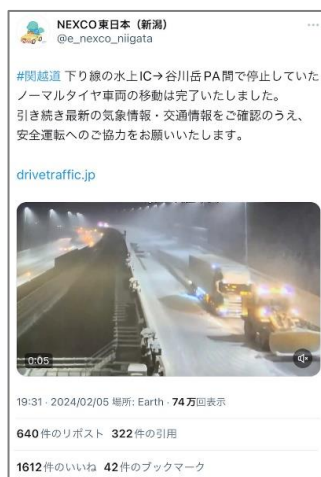 NEXCO東日本（新潟）
@e_nexco_niigata
#関越道 下り線の水上IC→谷川岳PA間で停止していた
ノーマルタイヤ車両の移動は完了いたしました。
引き続き最新の気象情報・交通情報をご確認のうえ、
安全運転へのご協力をお願いいたします。
drivetraffic.jp
0:05
19:31 · 2024/02/05 場所: Earth · 74万回表示
640件のリポスト 322件の引用
1612件のいいね 42件のブックマーク